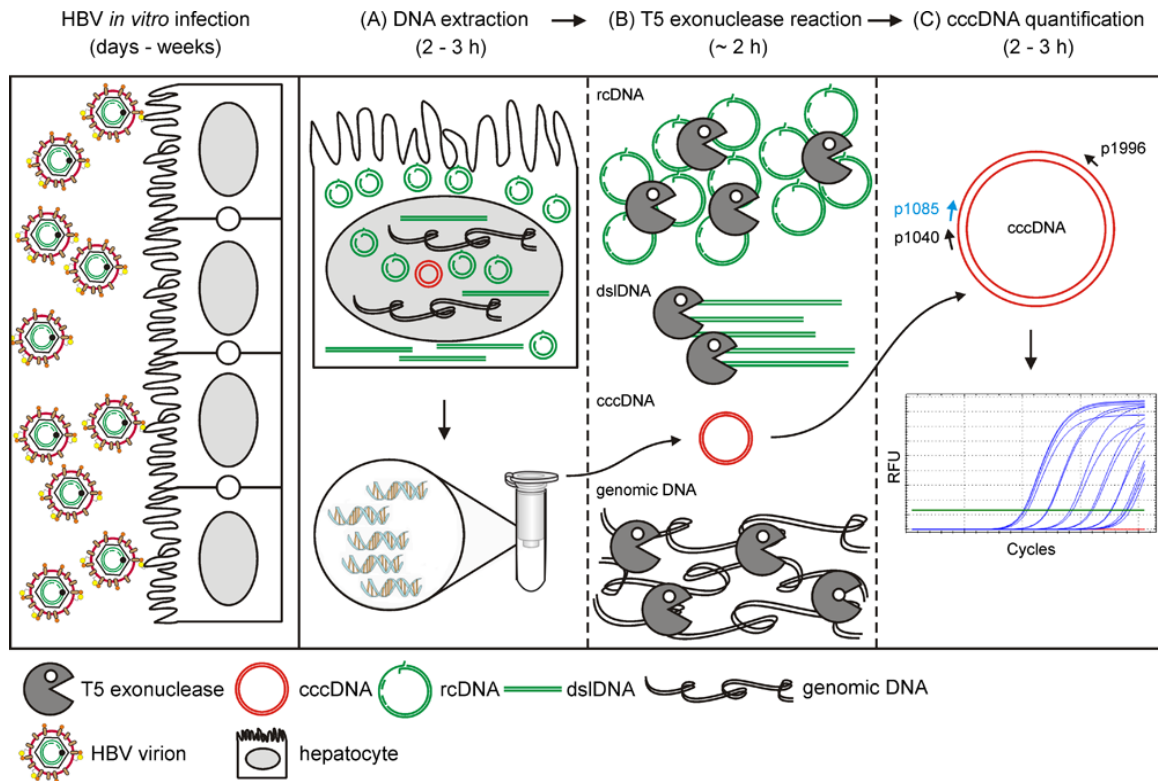 HBV in vitro infection
(days - weeks)
(A) DNA extraction
(2 - 3 h)
(B) T5 exonuclease reaction
(~ 2 h)
(C) cccDNA quantification
(2 - 3 h)
rcDNA
dslDNA
cccDNA
genomic DNA
p1996
p1085
p1040
cccDNA
RFU
Cycles
T5 exonuclease
cccDNA
rcDNA
dslDNA
genomic DNA
HBV virion
hepatocyte